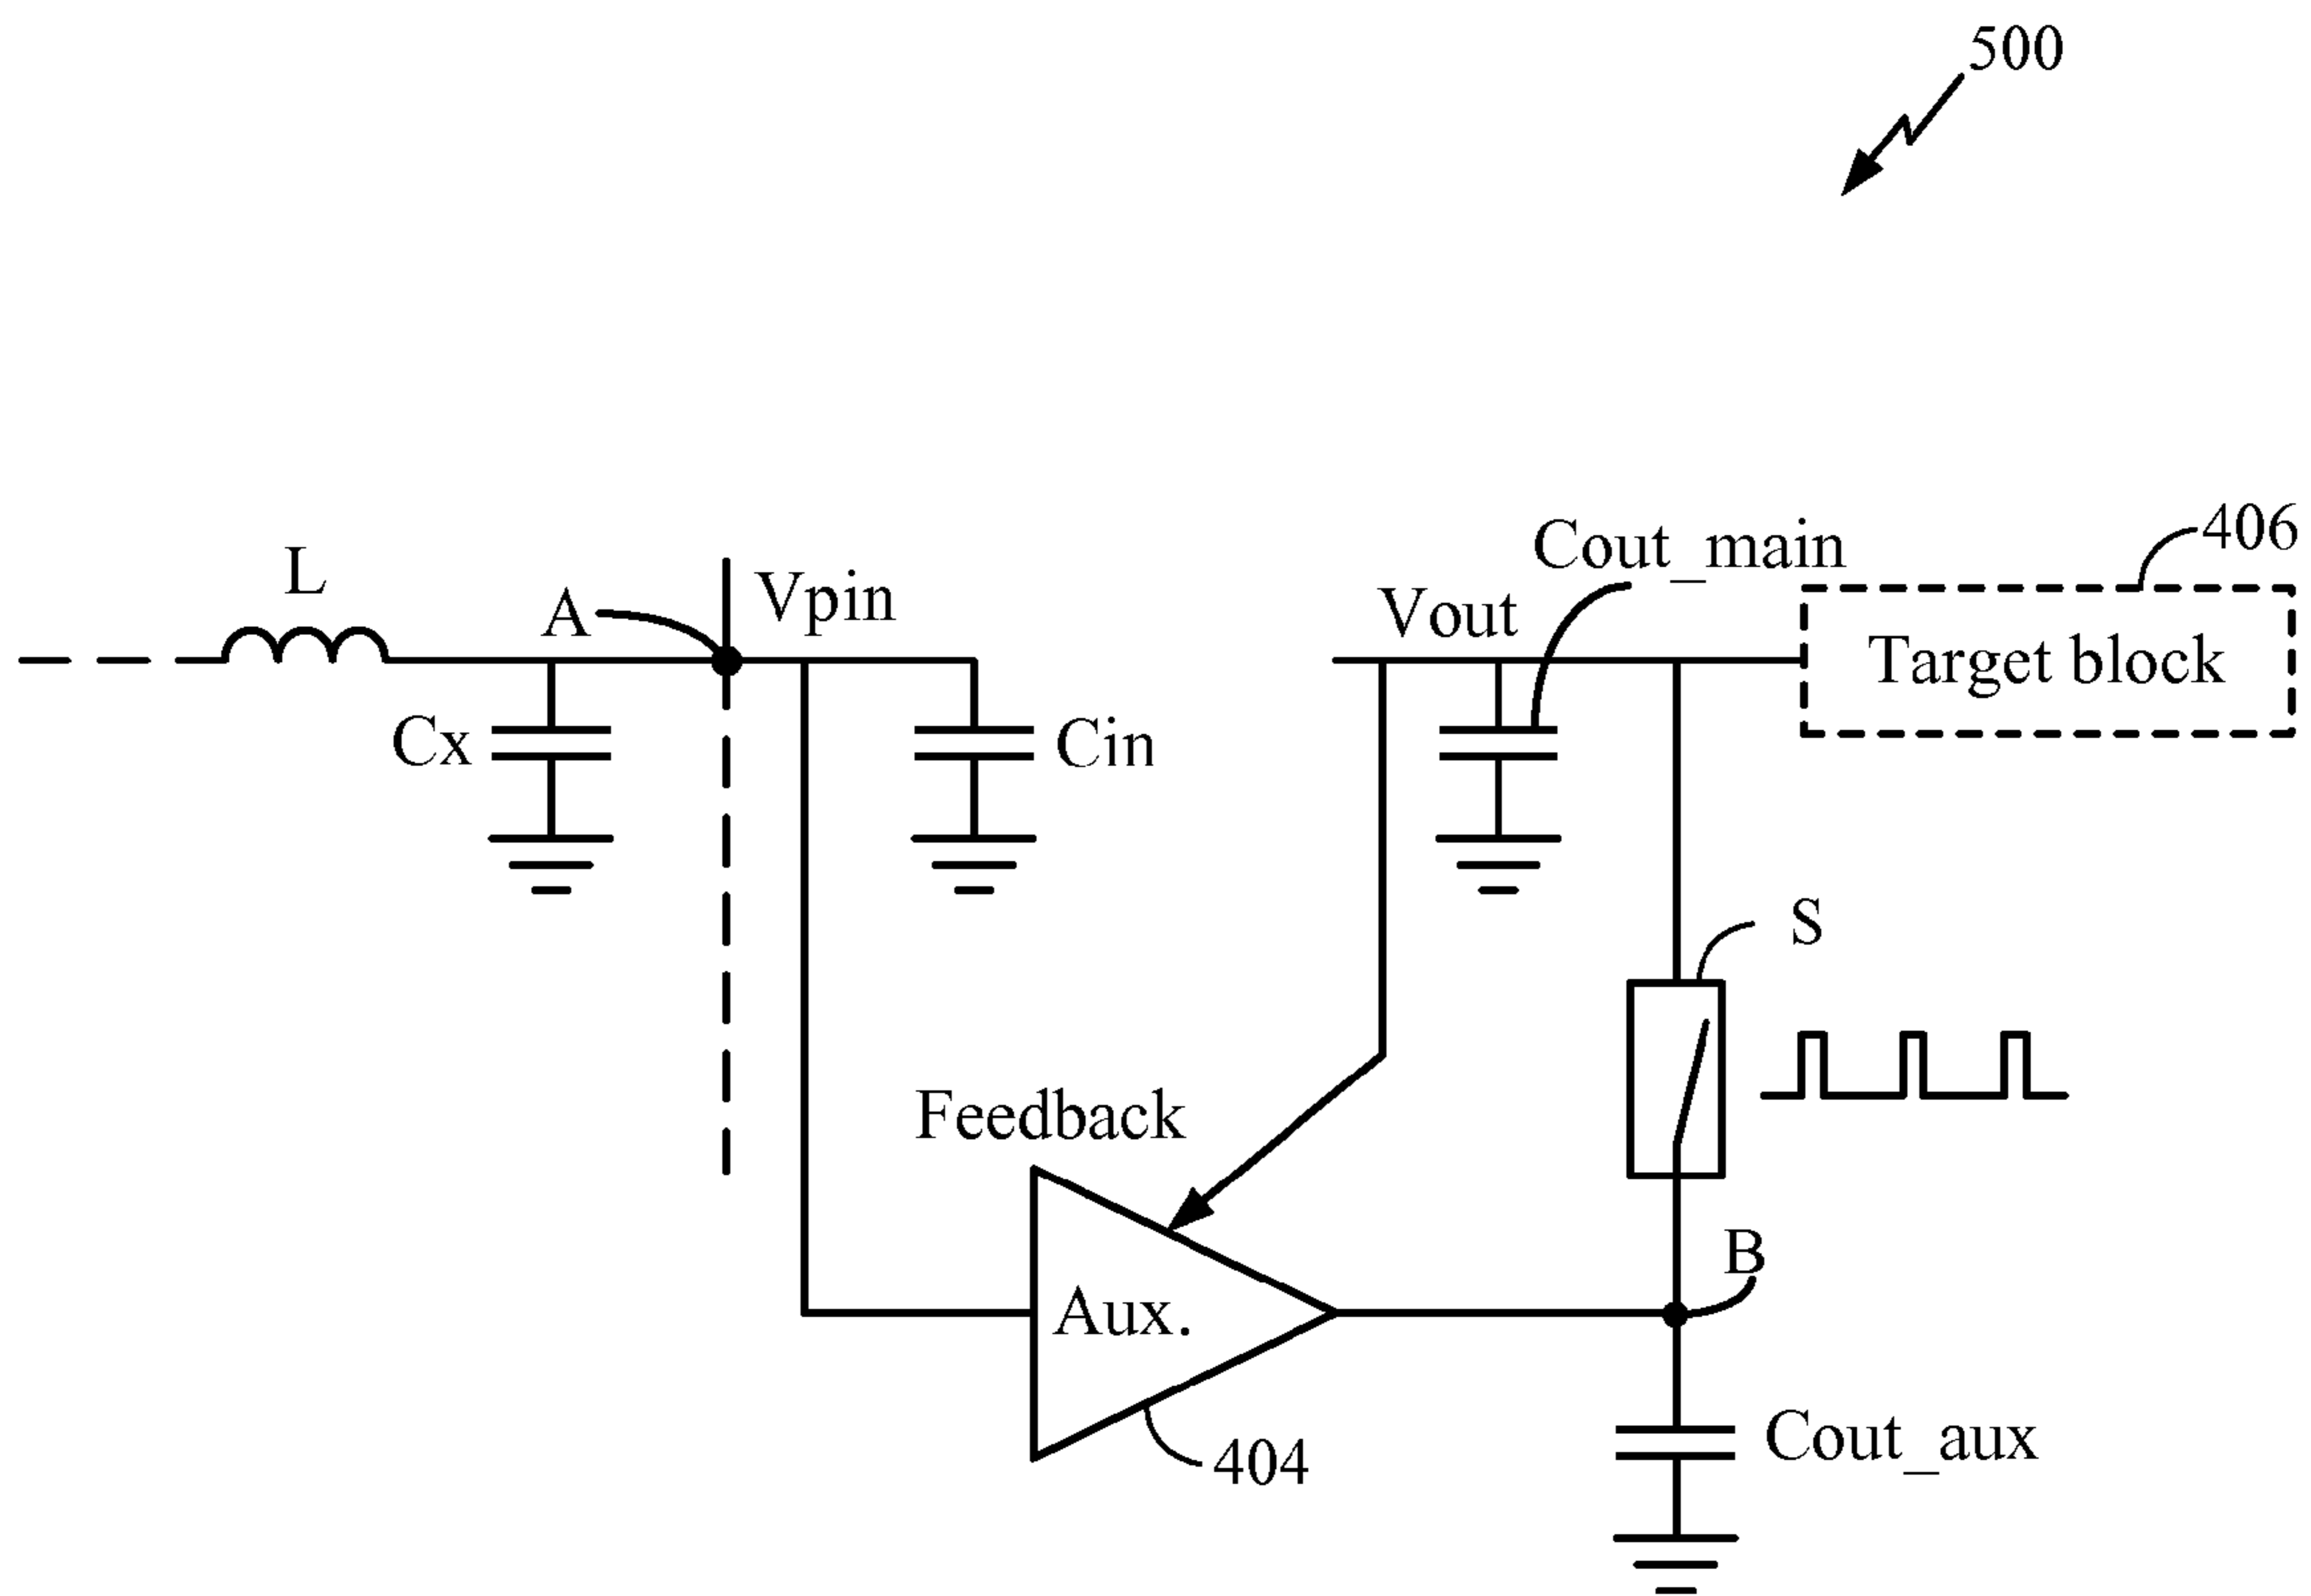 500
406
Cout_main
L
A
Vpin
Vout
Target block
Cx
Cin
S
Feedback
B
Aux.
404
Cout_aux